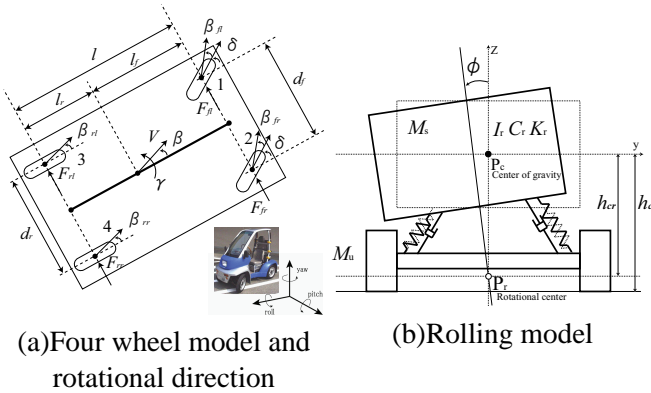 l
l_r
l_f
β_fl
δ
1
F_fl
d_f
β_rl
3
F_rl
V
β
γ
β_fr
2
δ
F_fr
d_r
4
β_rr
F_rr
yaw
pitch
roll
(a)Four wheel model and
rotational direction
z
ϕ
M_s
I_r C_r K_r
y
P_c
Center of gravity
h_cr
M_u
P_r
Rotational center
(b)Rolling model